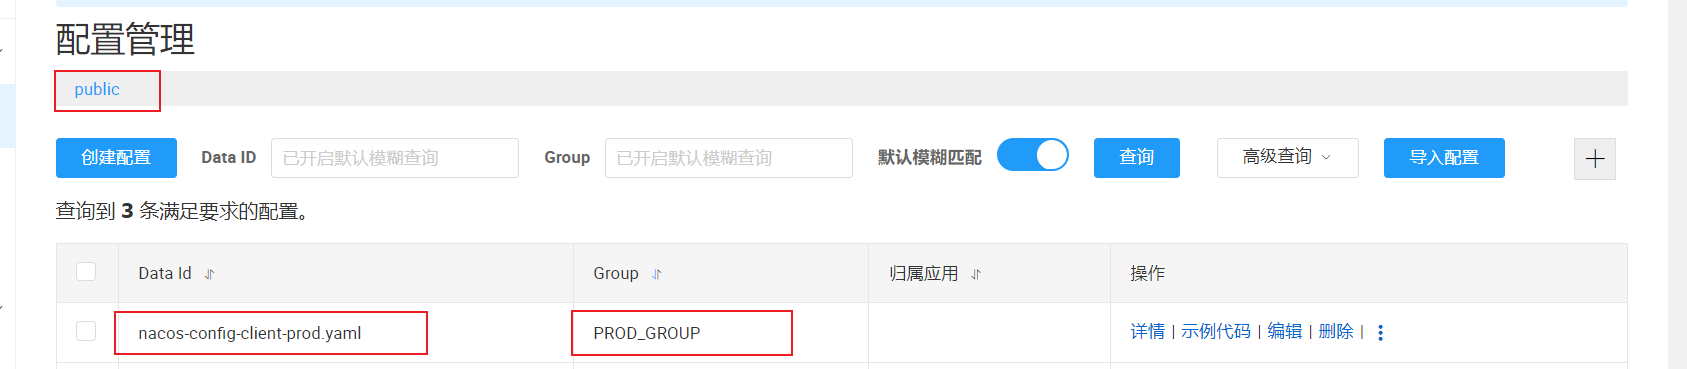 配置管理
public
创建配置 Data ID 已开启默认模糊查询 Group 已开启默认模糊查询 默认模糊匹配 查询 高级查询 导入配置
查询到 3 条满足要求的配置。
Data Id Group 归属应用 操作
nacos-config-client-prod.yaml PROD_GROUP 详情 | 示例代码 | 编辑 | 删除 |